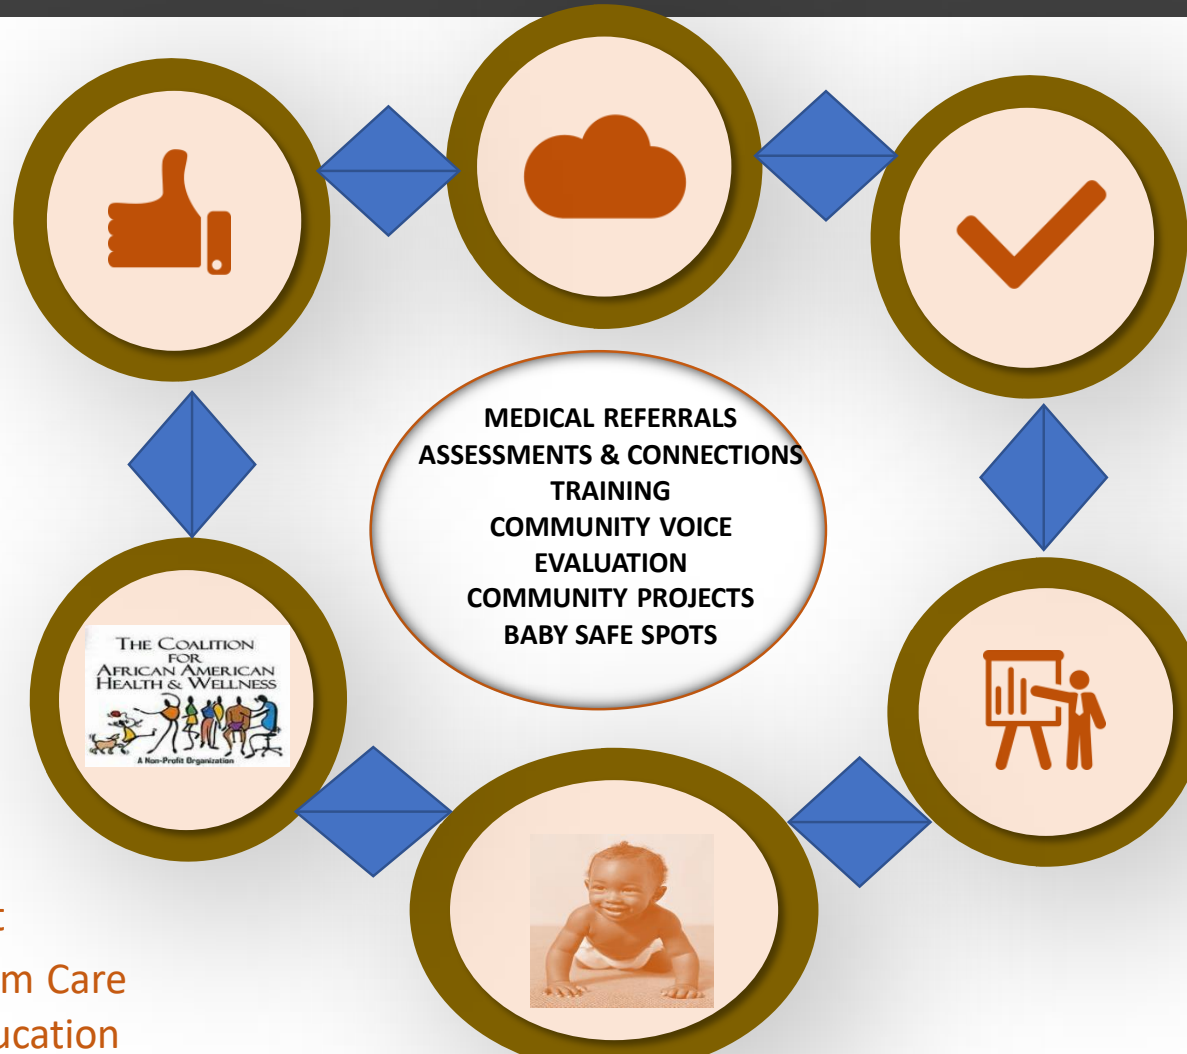 MEDICAL REFERRALS
ASSESSMENTS & CONNECTIONS
TRAINING
COMMUNITY VOICE
EVALUATION
COMMUNITY PROJECTS
BABY SAFE SPOTS
THE COALITION
FOR
AFRICAN AMERICAN
HEALTH & WELLNESS
A Non-Profit Organization
Care